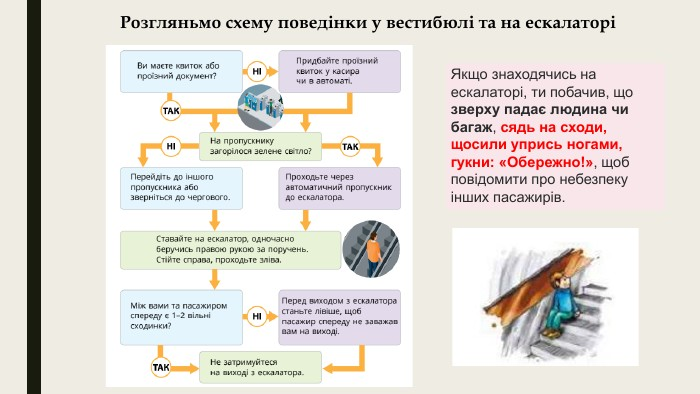 Розгляньмо схему поведінки у вестибюлі та на ескалаторі
Ви маєте квиток або
проїзний документ?
НІ
Придбайте проїзний
квиток у касира
чи в автоматі.
ТАК
На пропускнику
загорілося зелене світло?
НІ
ТАК
Перейдіть до іншого
пропускника або
зверніться до чергового.
Проходьте через
автоматичний пропускник
до ескалатора.
Ставайте на ескалатор, одночасно
беручись правою рукою за поручень.
Стійте справа, проходьте зліва.
Між вами та пасажиром
спереду є 1–2 вільні
сходинки?
НІ
Перед виходом з ескалатора
станьте лівіше, щоб
пасажир спереду не заважав
вам на виході.
ТАК
Не затримуйтеся
на виході з ескалатора.
Якщо знаходячись на
ескалаторі, ти побачив, що
зверху падає людина чи
багаж, сядь на сходи,
щосили упрись ногами,
гукни: «Обережно!», щоб
повідомити про небезпеку
інших пасажирів.